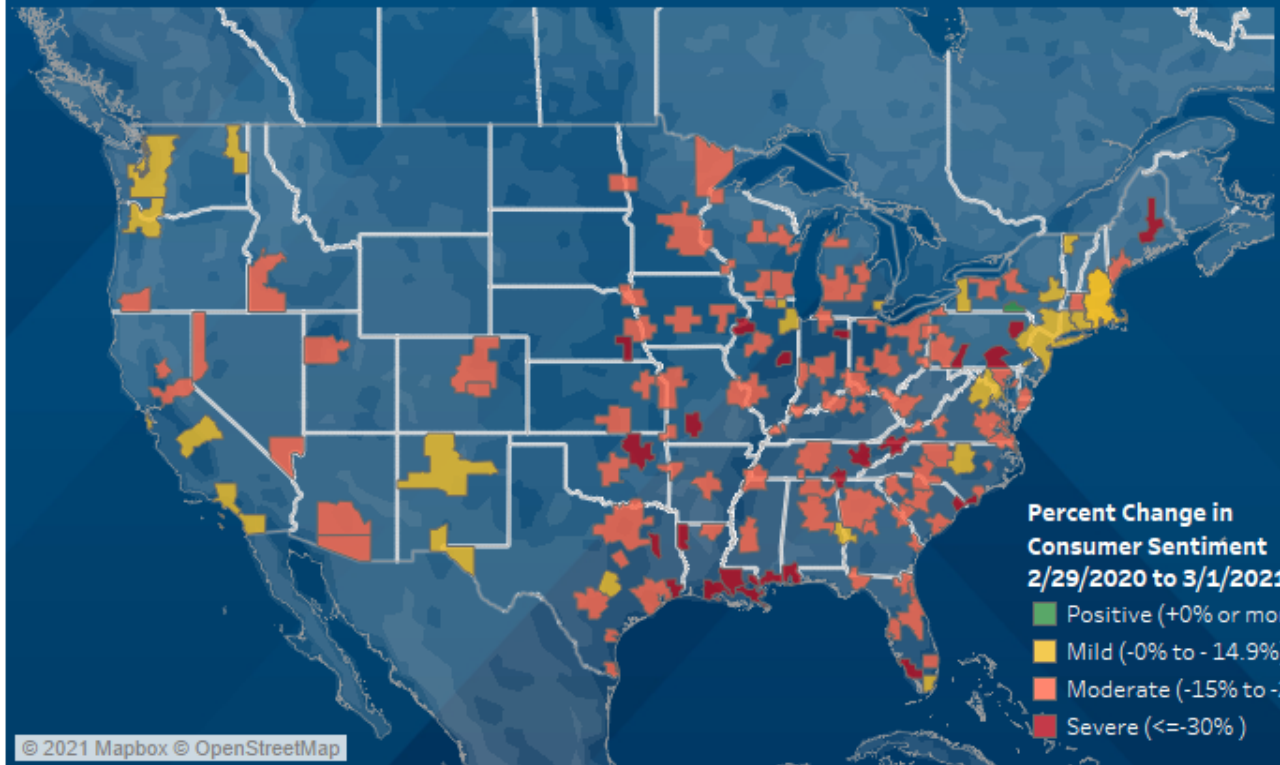 Percent Change in
Consumer Sentiment
2/29/2020 to 3/1/2021
Positive (+0% or mo
Mild (-0% to - 14.9%
Moderate (-15% to -
Severe (<=-30% )
© 2021 Mapbox © OpenStreetMap